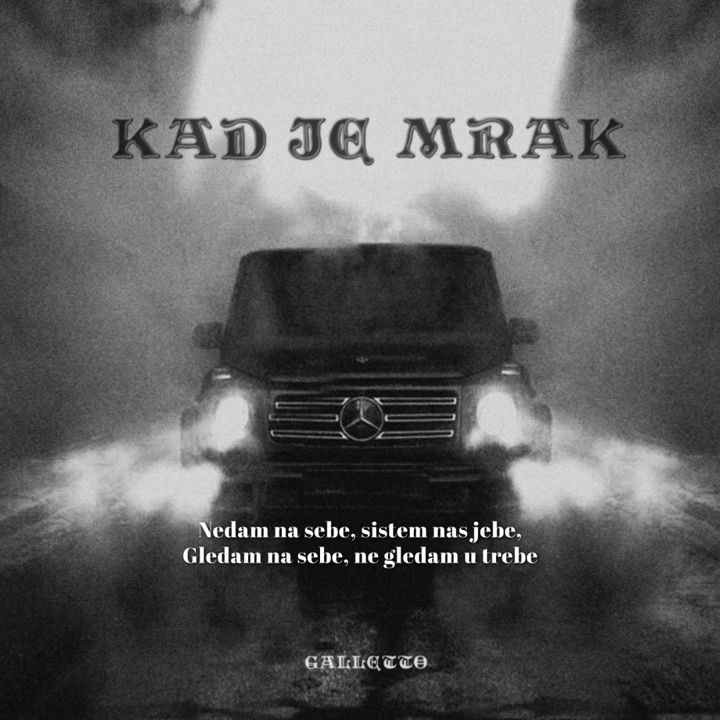 KAD JE MRAK
Nedam na sebe, sistem nas jebe,
Gledam na sebe, ne gledam u trebe
GALLETTO